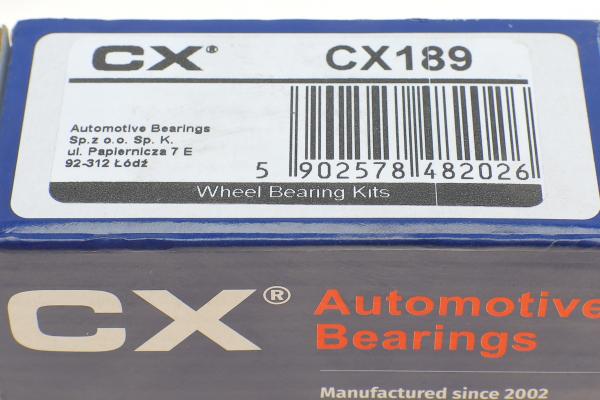 CX® CX189
Automotive Bearings
Sp.z o.o. Sp. K.
ul. Papiernicza 7 E
92-312 Łódź
5 902578 482026
Wheel Bearing Kits
CX® Automotive
Bearings
Manufactured since 2002